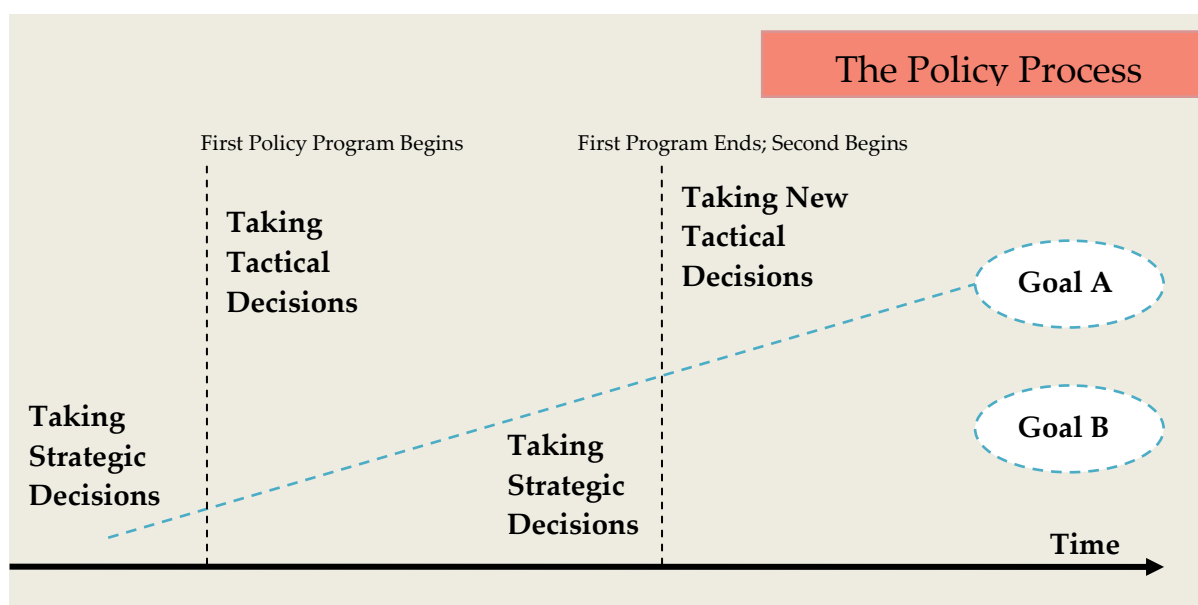 The Policy Process
First Policy Program Begins
First Program Ends; Second Begins
Taking
Tactical
Decisions
Taking New
Tactical
Decisions
Goal A
Taking
Strategic
Decisions
Taking
Strategic
Decisions
Goal B
Time